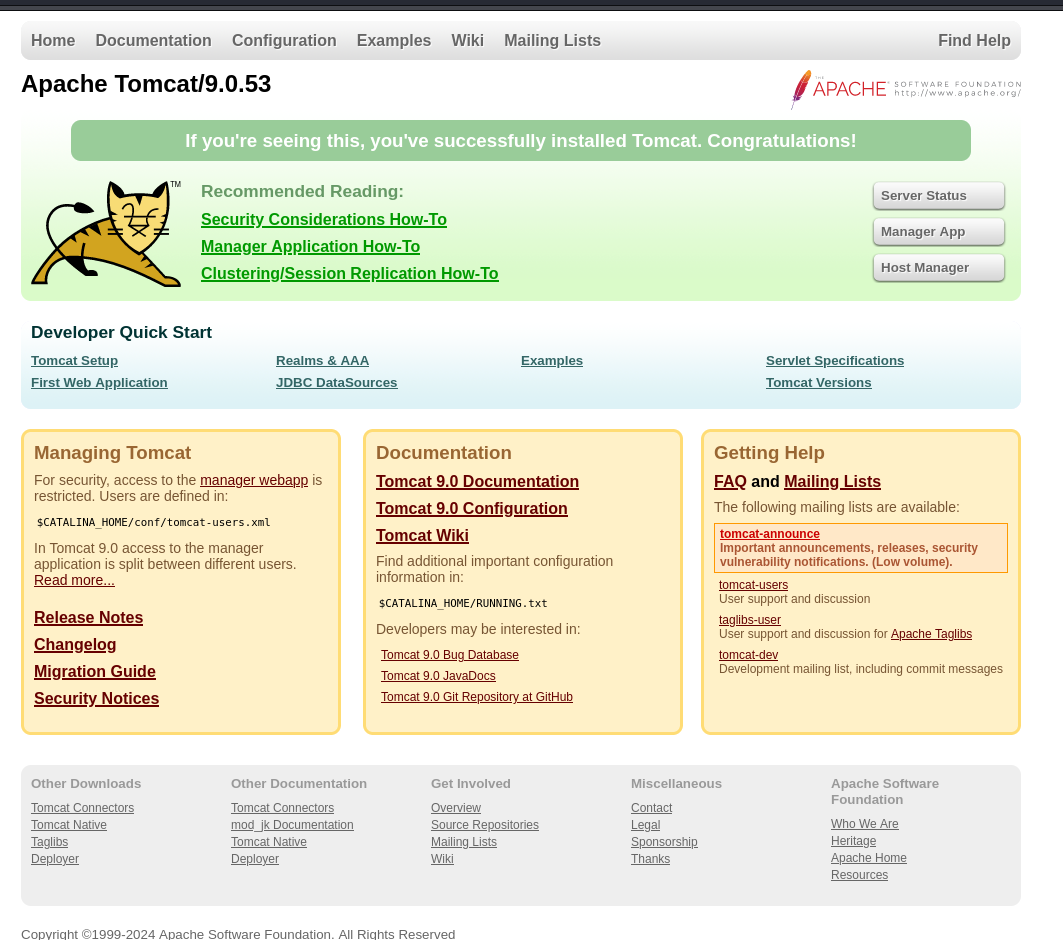 Home Documentation Configuration Examples Wiki Mailing Lists Find Help
Apache Tomcat/9.0.53
THE
APACHE SOFTWARE FOUNDATION
http://www.apache.org/
If you're seeing this, you've successfully installed Tomcat. Congratulations!
TM
Recommended Reading:
Security Considerations How-To
Manager Application How-To
Clustering/Session Replication How-To
Server Status
Manager App
Host Manager
Developer Quick Start
Tomcat Setup
First Web Application
Realms & AAA
JDBC DataSources
Examples
Servlet Specifications
Tomcat Versions
Managing Tomcat
For security, access to the manager webapp is
restricted. Users are defined in:
$CATALINA_HOME/conf/tomcat-users.xml
In Tomcat 9.0 access to the manager
application is split between different users.
Read more...
Release Notes
Changelog
Migration Guide
Security Notices
Documentation
Tomcat 9.0 Documentation
Tomcat 9.0 Configuration
Tomcat Wiki
Find additional important configuration
information in:
$CATALINA_HOME/RUNNING.txt
Developers may be interested in:
Tomcat 9.0 Bug Database
Tomcat 9.0 JavaDocs
Tomcat 9.0 Git Repository at GitHub
Getting Help
FAQ and Mailing Lists
The following mailing lists are available:
tomcat-announce
Important announcements, releases, security
vulnerability notifications. (Low volume).
tomcat-users
User support and discussion
taglibs-user
User support and discussion for Apache Taglibs
tomcat-dev
Development mailing list, including commit messages
Other Downloads
Tomcat Connectors
Tomcat Native
Taglibs
Deployer
Other Documentation
Tomcat Connectors
mod_jk Documentation
Tomcat Native
Deployer
Get Involved
Overview
Source Repositories
Mailing Lists
Wiki
Miscellaneous
Contact
Legal
Sponsorship
Thanks
Apache Software
Foundation
Who We Are
Heritage
Apache Home
Resources
Copyright ©1999-2024 Apache Software Foundation. All Rights Reserved